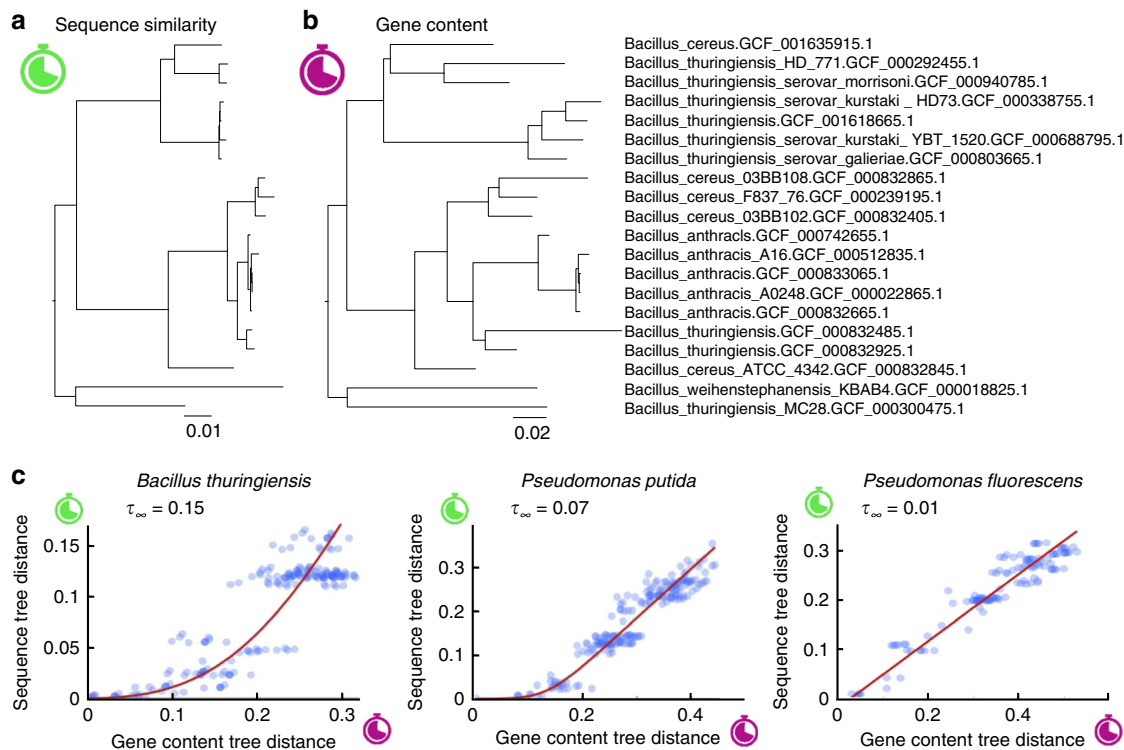 a Sequence similarity b Gene content
Bacillus_cereus.GCF_001635915.1
Bacillus_thuringiensis_HD_771.GCF_000292455.1
Bacillus_thuringiensis_serovar_morrisoni.GCF_000940785.1
Bacillus_thuringiensis_serovar_kurstaki _ HD73.GCF_000338755.1
Bacillus_thuringiensis.GCF_001618665.1
Bacillus_thuringiensis_serovar_kurstaki_ YBT_1520.GCF_000688795.1
Bacillus_thuringiensis_serovar_galieriae.GCF_000803665.1
Bacillus_cereus_03BB108.GCF_000832865.1
Bacillus_cereus_F837_76.GCF_000239195.1
Bacillus_cereus_03BB102.GCF_000832405.1
Bacillus_anthracls.GCF_000742655.1
Bacillus_anthracis_A16.GCF_000512835.1
Bacillus_anthracis.GCF_000833065.1
Bacillus_anthracis_A0248.GCF_000022865.1
Bacillus_anthracis.GCF_000832665.1
Bacillus_thuringiensis.GCF_000832485.1
Bacillus_thuringiensis.GCF_000832925.1
Bacillus_cereus_ATCC_4342.GCF_000832845.1
Bacillus_weihenstephanensis_KBAB4.GCF_000018825.1
Bacillus_thuringiensis_MC28.GCF_000300475.1
0.01 0.02
c Bacillus thuringiensis Pseudomonas putida Pseudomonas fluorescens
τ∞ = 0.15 τ∞ = 0.07 τ∞ = 0.01
Sequence tree distance
0.15
0.1
0.05
0
0 0.1 0.2 0.3
Gene content tree distance
Sequence tree distance
0.3
0.2
0.1
0
0 0.2 0.4
Gene content tree distance
Sequence tree distance
0.3
0.2
0.1
0
0 0.2 0.4 0.6
Gene content tree distance